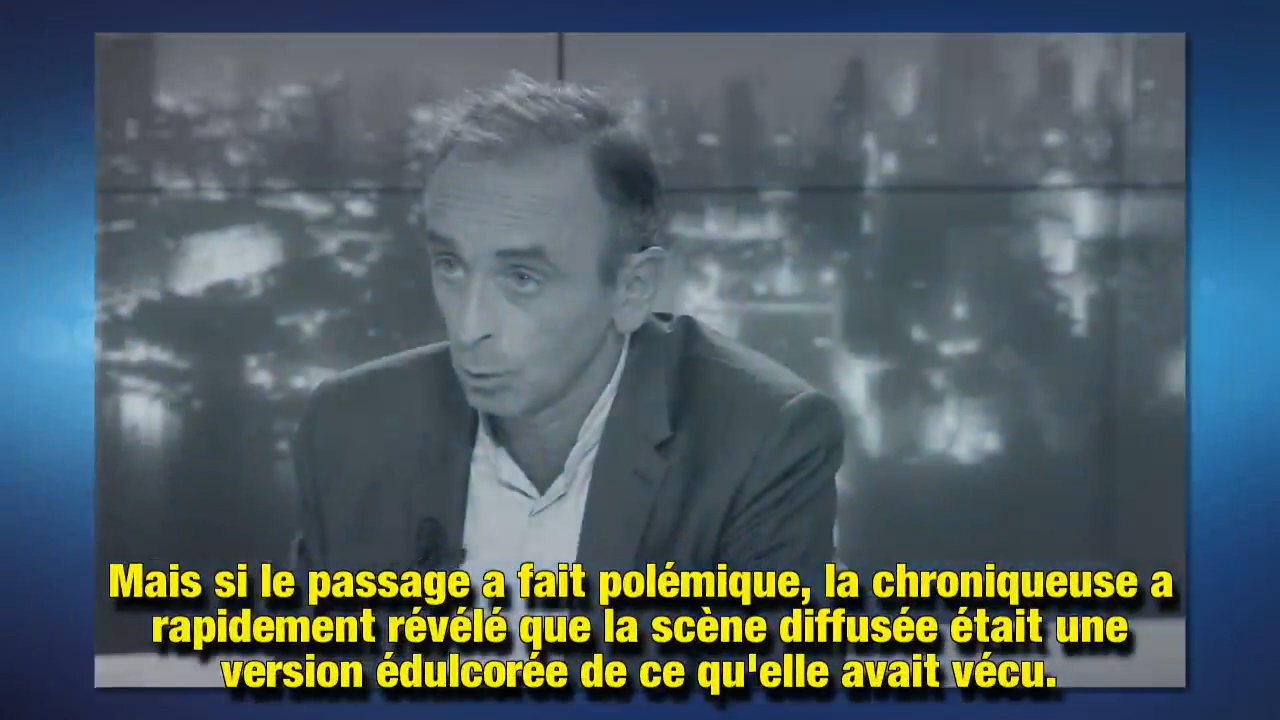 Mais si le passage a fait polémique, la chroniqueuse a
rapidement révélé que la scène diffusée était une
version édulcorée de ce qu'elle avait vécu.